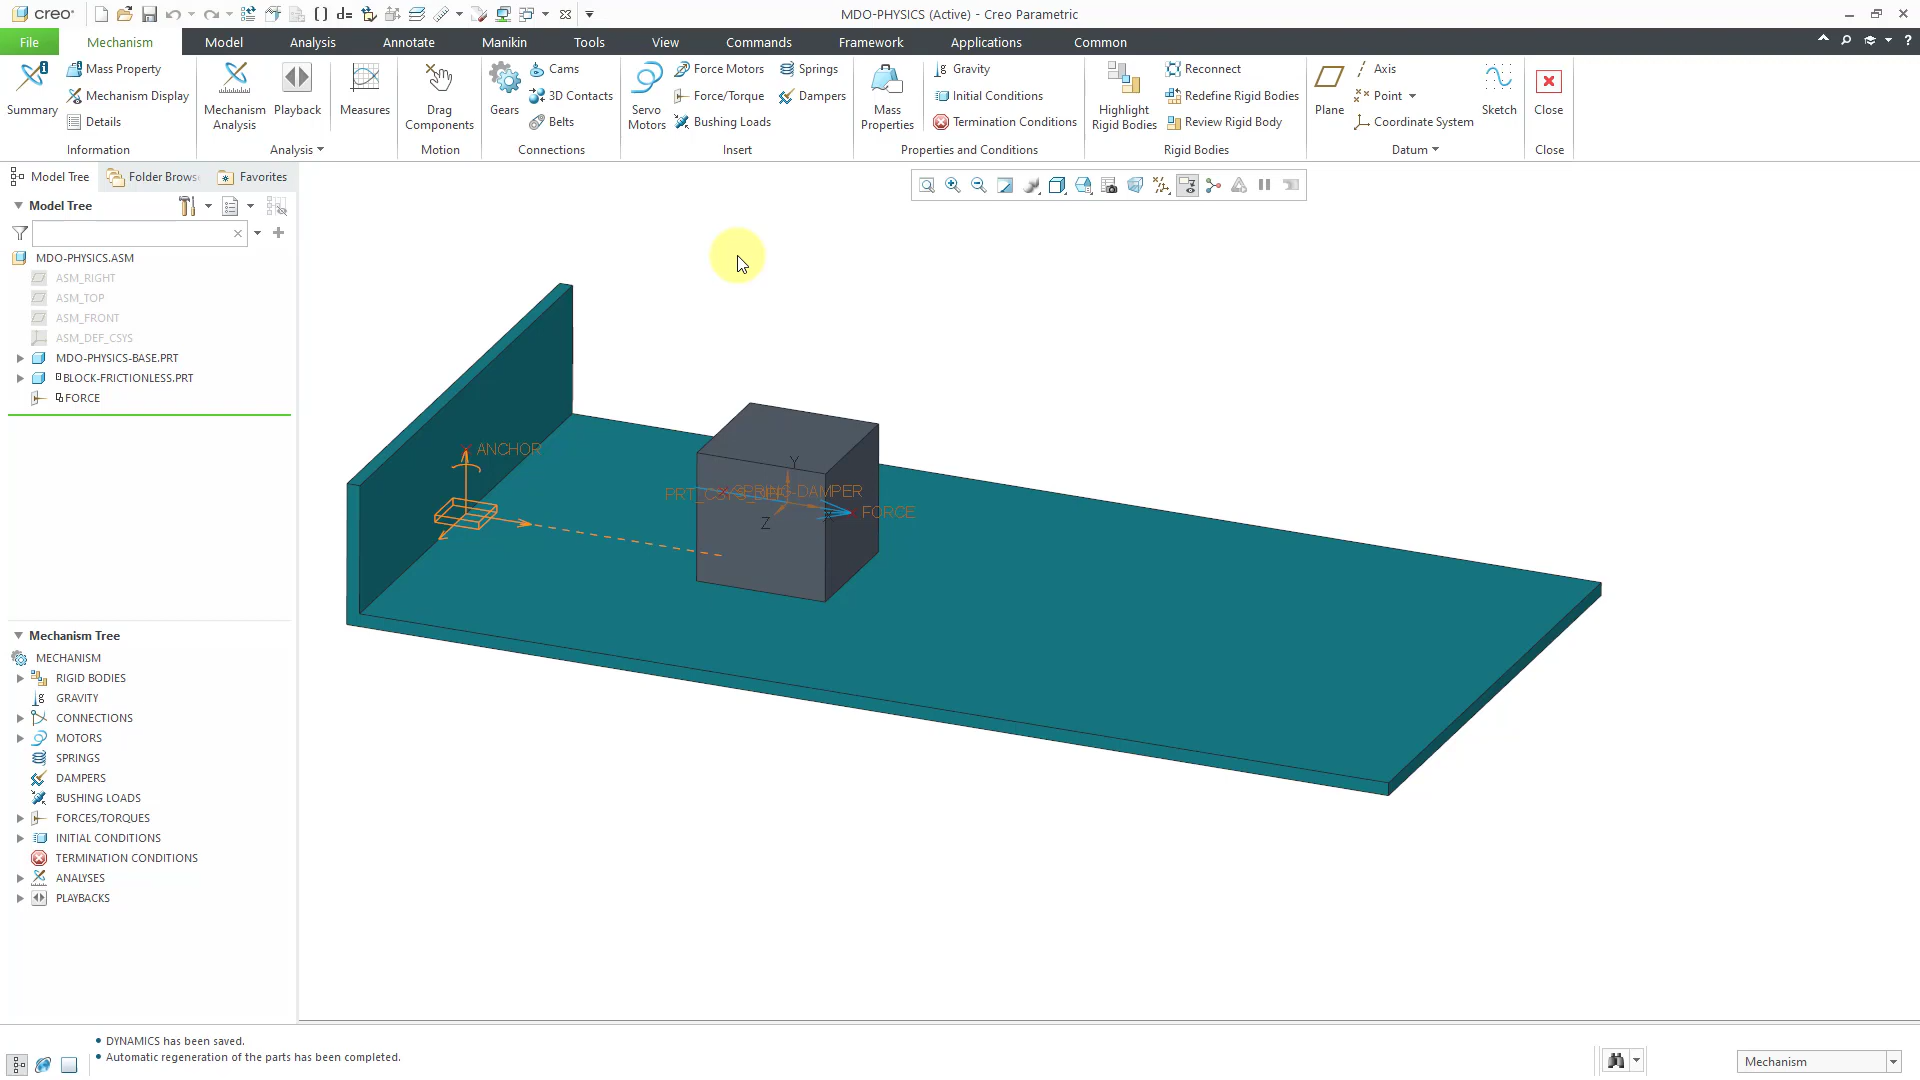 creo
MDO-PHYSICS (Active) - Creo Parametric
File Mechanism Model Analysis Annotate Manikin Tools View Commands Framework Applications Common
Summary
Mass Property
Mechanism Display
Details
Information
Mechanism Analysis
Playback
Measures
Analysis
Drag Components
Motion
Gears
Cams
3D Contacts
Belts
Connections
Servo Motors
Force Motors
Force/Torque
Bushing Loads
Springs
Dampers
Insert
Mass Properties
Gravity
Initial Conditions
Termination Conditions
Properties and Conditions
Highlight Rigid Bodies
Reconnect
Redefine Rigid Bodies
Review Rigid Body
Rigid Bodies
Plane
Axis
Point
Coordinate System
Sketch
Datum
Close
Close
Model Tree Folder Brows Favorites
Model Tree
MDO-PHYSICS.ASM
ASM_RIGHT
ASM_TOP
ASM_FRONT
ASM_DEF_CSYS
MDO-PHYSICS-BASE.PRT
BLOCK-FRICTIONLESS.PRT
FORCE
ANCHOR
Y
SPRING-DAMPER
Z
FORCE
Mechanism Tree
MECHANISM
RIGID BODIES
GRAVITY
CONNECTIONS
MOTORS
SPRINGS
DAMPERS
BUSHING LOADS
FORCES/TORQUES
INITIAL CONDITIONS
TERMINATION CONDITIONS
ANALYSES
PLAYBACKS
• DYNAMICS has been saved.
• Automatic regeneration of the parts has been completed.
Mechanism